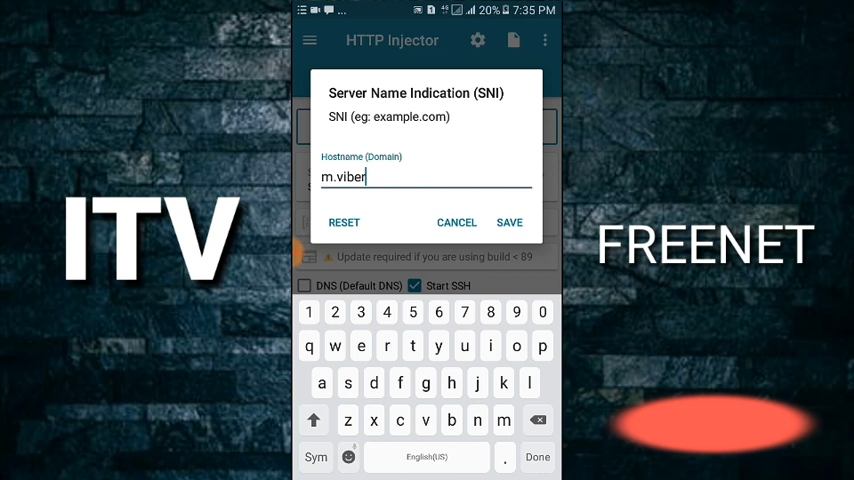 ... 4G 20% 7:35 PM
HTTP Injector
Server Name Indication (SNI)
SNI (eg: example.com)
Hostname (Domain)
m.viber
RESET CANCEL SAVE
Update required if you are using build < 89
DNS (Default DNS) Start SSH
1 2 3 4 5 6 7 8 9 0
q w e r t y u i o p
a s d f g h j k l
z x c v b n m
Sym English(US) . Done
ITV
FREENET